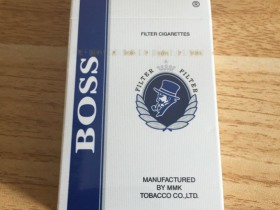 ®
FILTER CIGARETTES
BOSS
FILTER FILTER
MANUFACTURED
BY MMK
TOBACCO CO.,LTD.